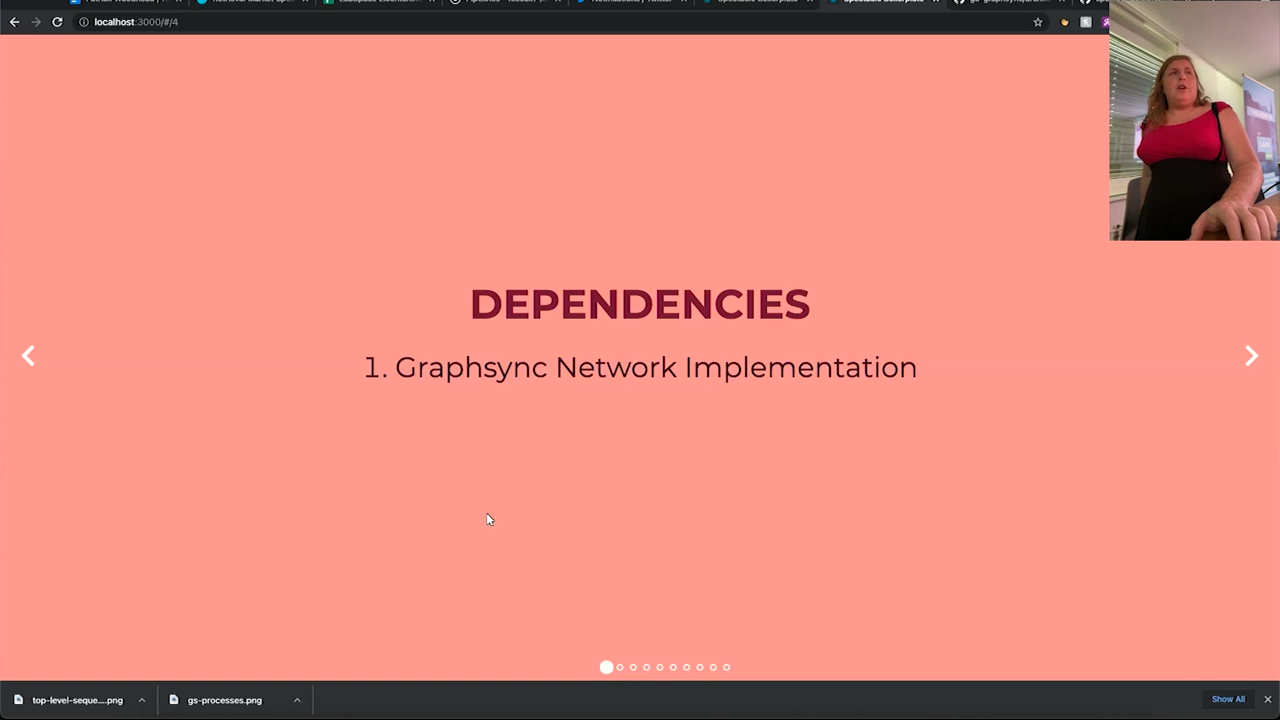 localhost:3000/#/4
DEPENDENCIES
1. Graphsync Network Implementation
top-level-seque....png
gs-processes.png
Show All